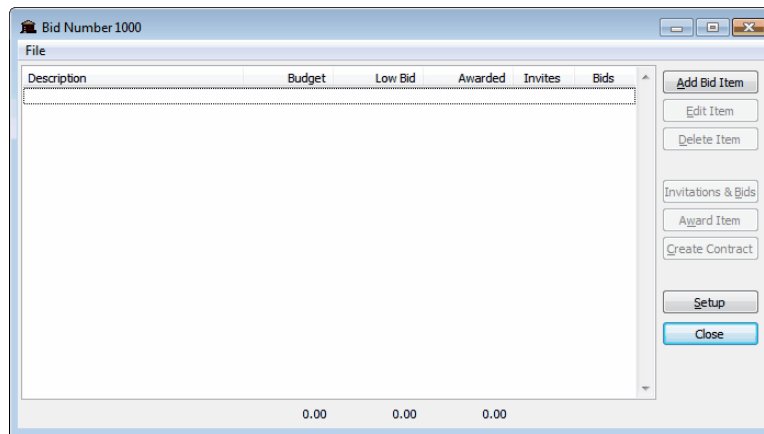 Bid Number 1000
File
Description Budget Low Bid Awarded Invites Bids
Add Bid Item
Edit Item
Delete Item
Invitations & Bids
Award Item
Create Contract
Setup
Close
0.00 0.00 0.00